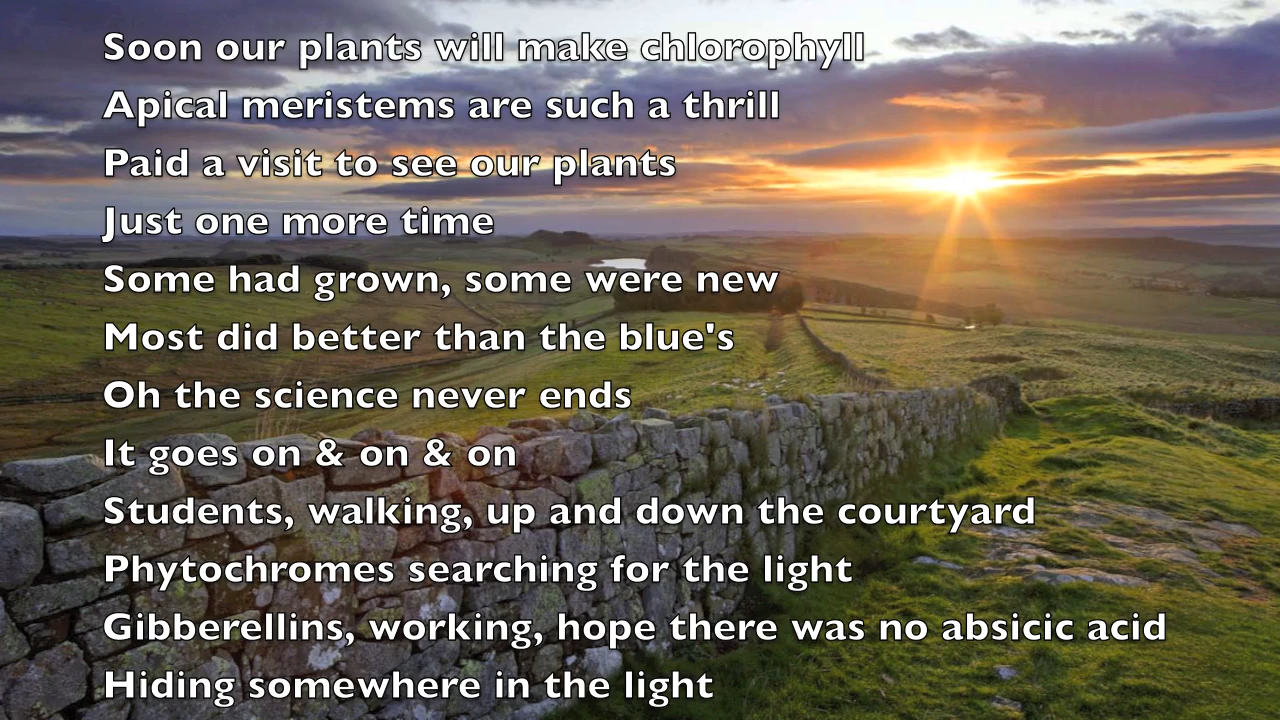 Soon our plants will make chlorophyll
Apical meristems are such a thrill
Paid a visit to see our plants
Just one more time
Some had grown, some were new
Most did better than the blue's
Oh the science never ends
It goes on & on & on
Students, walking, up and down the courtyard
Phytochromes searching for the light
Gibberellins, working, hope there was no absicic acid
Hiding somewhere in the light